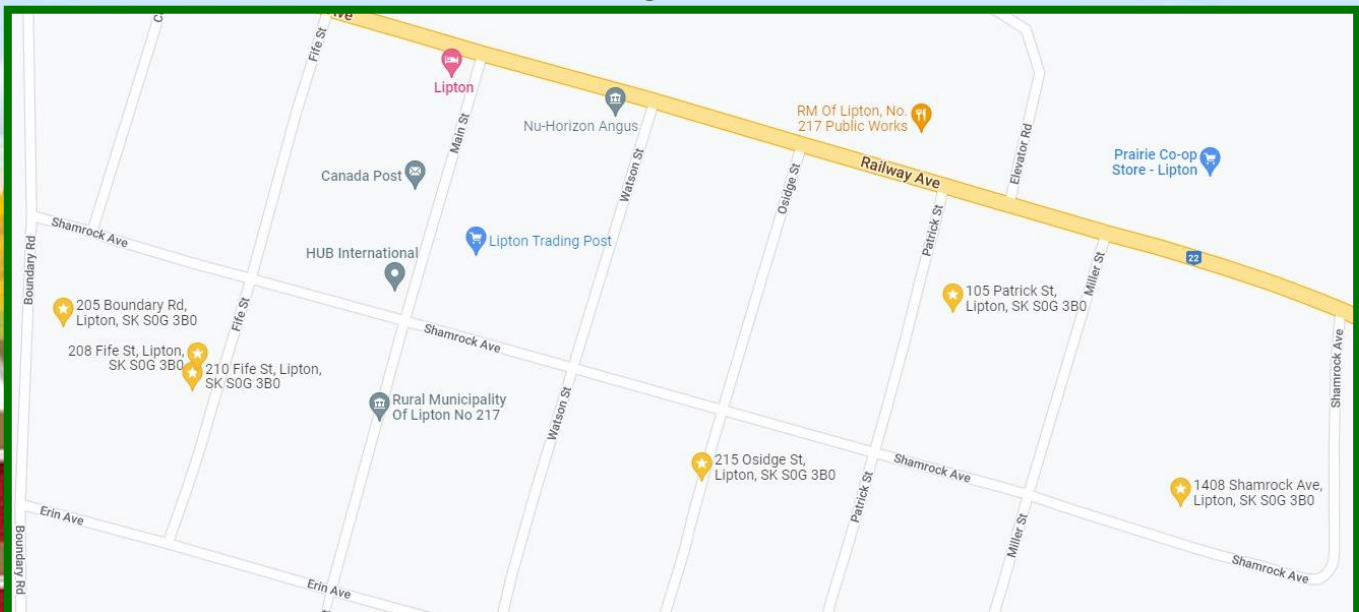 Ave
C
Fife St
Lipton
Main St
Nu-Horizon Angus
Watson St
RM Of Lipton, No.
217 Public Works
Elevator Rd
Prairie Co-op
Store - Lipton
Canada Post
Osidge St
Railway Ave
Patrick St
Shamrock Ave
Boundary Rd
HUB International
Lipton Trading Post
Miller St
22
205 Boundary Rd,
Lipton, SK S0G 3B0
Fife St
105 Patrick St,
Lipton, SK S0G 3B0
Shamrock Ave
208 Fife St, Lipton,
SK S0G 3B0
210 Fife St, Lipton,
SK S0G 3B0
Shamrock Ave
Rural Municipality
Of Lipton No 217
Watson St
215 Osidge St,
Lipton, SK S0G 3B0
Shamrock Ave
Patrick St
1408 Shamrock Ave,
Lipton, SK S0G 3B0
Erin Ave
Boundary Rd
Miller St
Shamrock Ave
Erin Ave